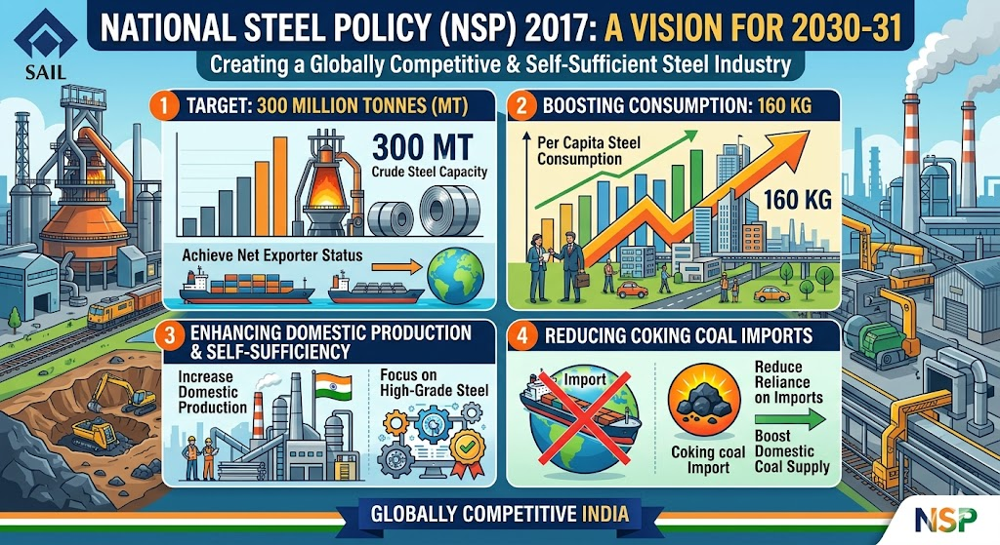 SAIL
NATIONAL STEEL POLICY (NSP) 2017: A VISION FOR 2030-31
Creating a Globally Competitive & Self-Sufficient Steel Industry
1 TARGET: 300 MILLION TONNES (MT)
300 MT
Crude Steel Capacity
Achieve Net Exporter Status
2 BOOSTING CONSUMPTION: 160 KG
Per Capita Steel
Consumption
160 KG
3 ENHANCING DOMESTIC PRODUCTION
& SELF-SUFFICIENCY
Increase
Domestic
Production
Focus on
High-Grade Steel
4 REDUCING COKING COAL IMPORTS
Import
Coking coal
Import
Reduce
Reliance
on Imports
Boost
Domestic
Coal Supply
GLOBALLY COMPETITIVE INDIA
NSP